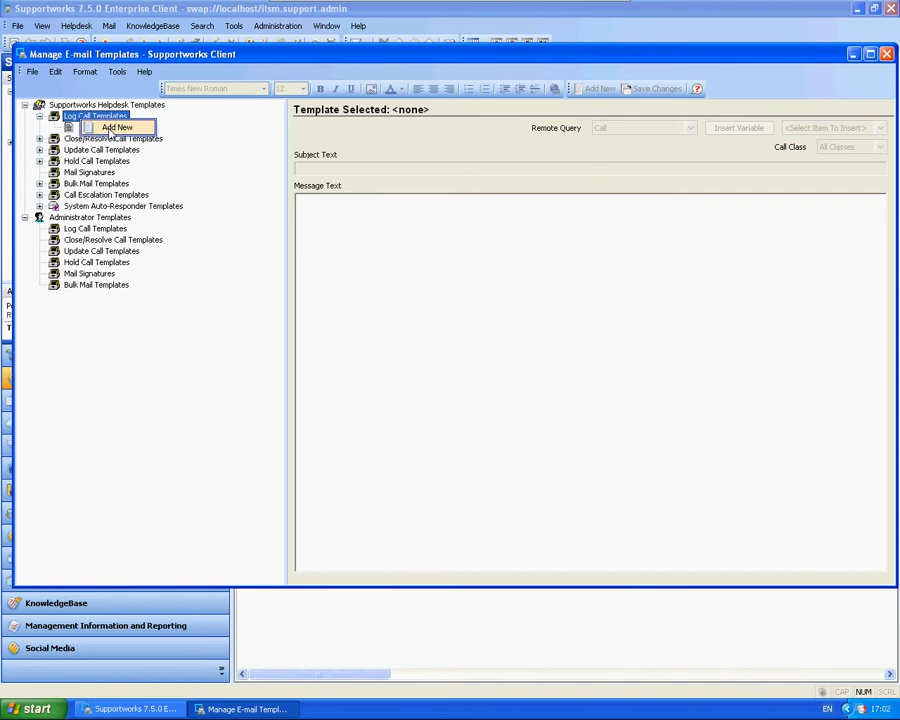 Supportworks 7.5.0 Enterprise Client - swap://localhost/itsm.support.admin
File View Helpdesk Mail KnowledgeBase Search Tools Administration Window Help
Manage E-mail Templates - Supportworks Client
File Edit Format Tools Help
Times New Roman 12 B I U A Add New Save Changes
Supportworks Helpdesk Templates
Log Call Templates
Add New
Close/Resolve Call Templates
Update Call Templates
Hold Call Templates
Mail Signatures
Bulk Mail Templates
Call Escalation Templates
System Auto-Responder Templates
Administrator Templates
Log Call Templates
Close/Resolve Call Templates
Update Call Templates
Hold Call Templates
Mail Signatures
Bulk Mail Templates
Template Selected: <none>
Remote Query Call Insert Variable <Select Item To Insert>
Call Class All Classes
Subject Text
Message Text
KnowledgeBase
Management Information and Reporting
Social Media
CAP NUM SCRL
start Supportworks 7.5.0 E... Manage E-mail Templ... EN 17:02